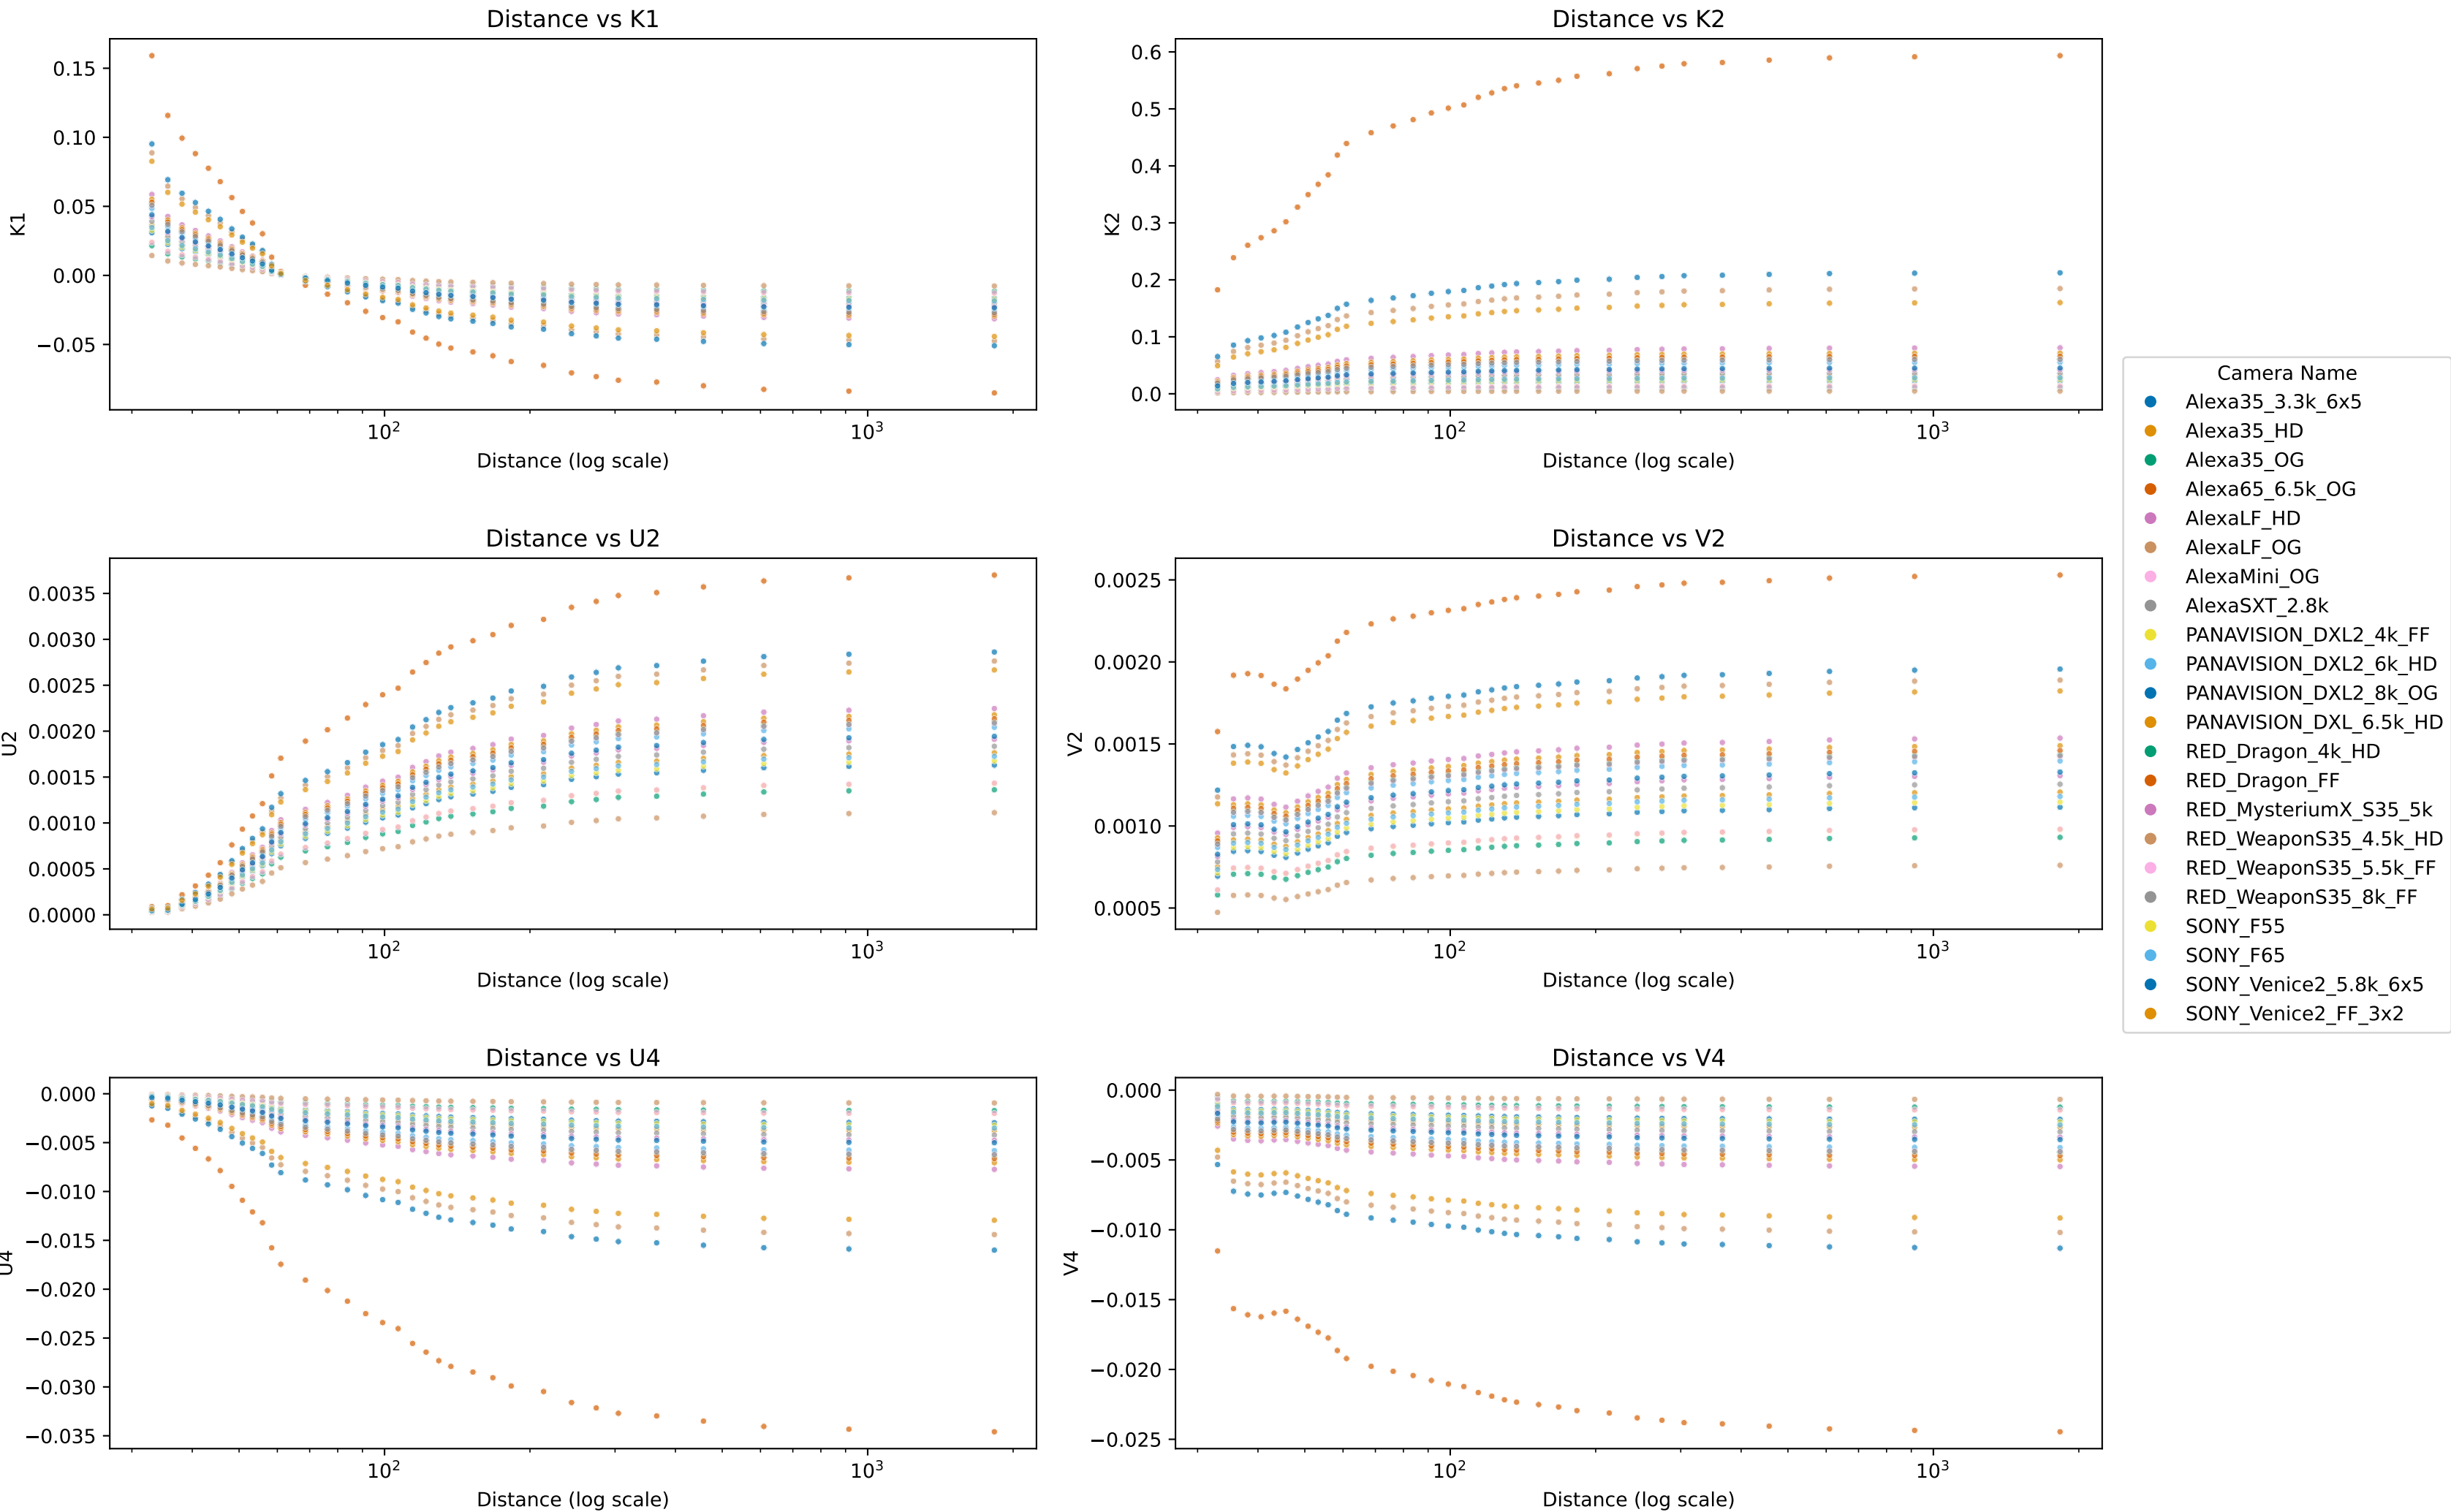 Distance vs K1
K1
0.15
0.10
0.05
0.00
−0.05
10²
10³
Distance (log scale)
Distance vs K2
K2
0.6
0.5
0.4
0.3
0.2
0.1
0.0
10²
10³
Distance (log scale)
Distance vs U2
U2
0.0035
0.0030
0.0025
0.0020
0.0015
0.0010
0.0005
0.0000
10²
10³
Distance (log scale)
Distance vs V2
V2
0.0025
0.0020
0.0015
0.0010
0.0005
10²
10³
Distance (log scale)
Distance vs U4
U4
0.000
−0.005
−0.010
−0.015
−0.020
−0.025
−0.030
−0.035
10²
10³
Distance (log scale)
Distance vs V4
V4
0.000
−0.005
−0.010
−0.015
−0.020
−0.025
10²
10³
Distance (log scale)
Camera Name
Alexa35_3.3k_6x5
Alexa35_HD
Alexa35_OG
Alexa65_6.5k_OG
AlexaLF_HD
AlexaLF_OG
AlexaMini_OG
AlexaSXT_2.8k
PANAVISION_DXL2_4k_FF
PANAVISION_DXL2_6k_HD
PANAVISION_DXL2_8k_OG
PANAVISION_DXL_6.5k_HD
RED_Dragon_4k_HD
RED_Dragon_FF
RED_MysteriumX_S35_5k
RED_WeaponS35_4.5k_HD
RED_WeaponS35_5.5k_FF
RED_WeaponS35_8k_FF
SONY_F55
SONY_F65
SONY_Venice2_5.8k_6x5
SONY_Venice2_FF_3x2